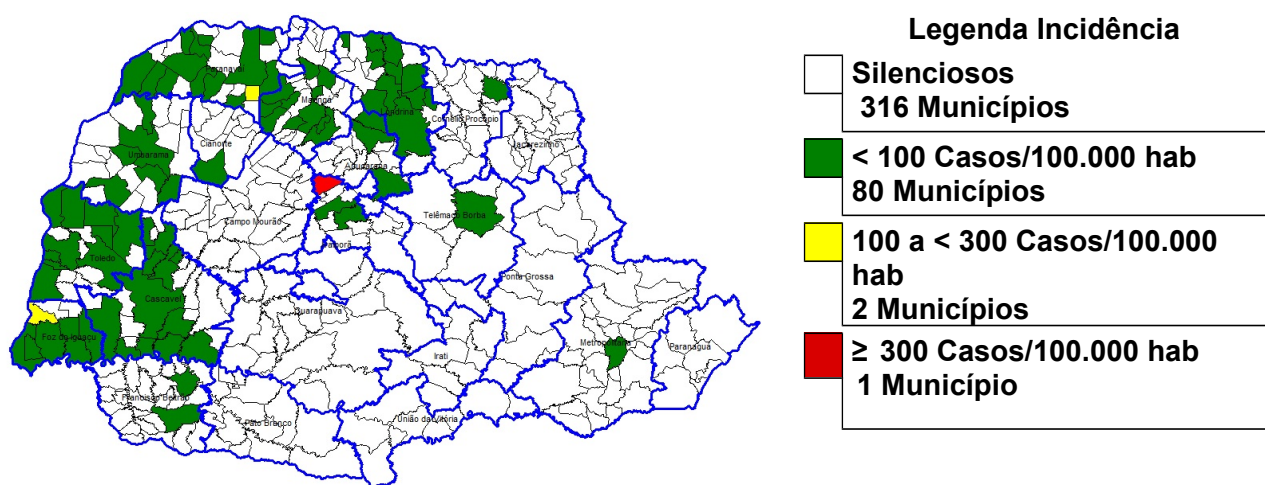 Legenda Incidência
Silenciosos
316 Municípios
< 100 Casos/100.000 hab
80 Municípios
100 a < 300 Casos/100.000
hab
2 Municípios
≥ 300 Casos/100.000 hab
1 Município
Paranavaí
Maringá
Londrina
Cornélio Procópio
Jacarezinho
Umuarama
Cianorte
Apucarana
Campo Mourão
Telêmaco Borba
Ivaiporã
Toledo
Cascavel
Ponta Grossa
Guarapuava
Foz do Iguaçu
Irati
Metropolitana
Paranaguá
Francisco Beltrão
Pato Branco
União da Vitória